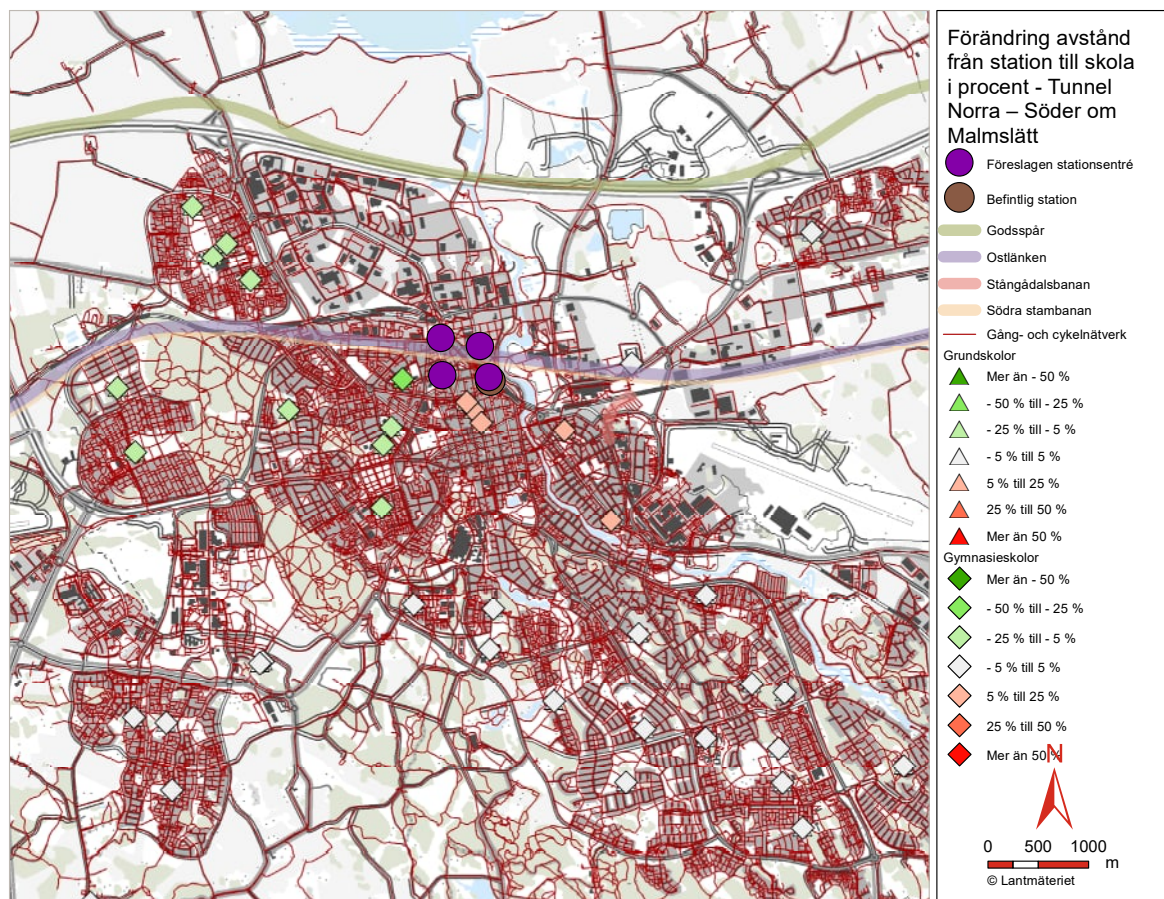 Förändring avstånd
från station till skola
i procent - Tunnel
Norra – Söder om
Malmslätt
Föreslagen stationsentré
Befintlig station
Godsspår
Ostlänken
Stångådalsbanan
Södra stambanan
Gång- och cykelnätverk
Grundskolor
Mer än - 50 %
- 50 % till - 25 %
- 25 % till - 5 %
- 5 % till 5 %
5 % till 25 %
25 % till 50 %
Mer än 50 %
Gymnasieskolor
Mer än - 50 %
- 50 % till - 25 %
- 25 % till - 5 %
- 5 % till 5 %
5 % till 25 %
25 % till 50 %
Mer än 50 %
N
0 500 1000
m
© Lantmäteriet